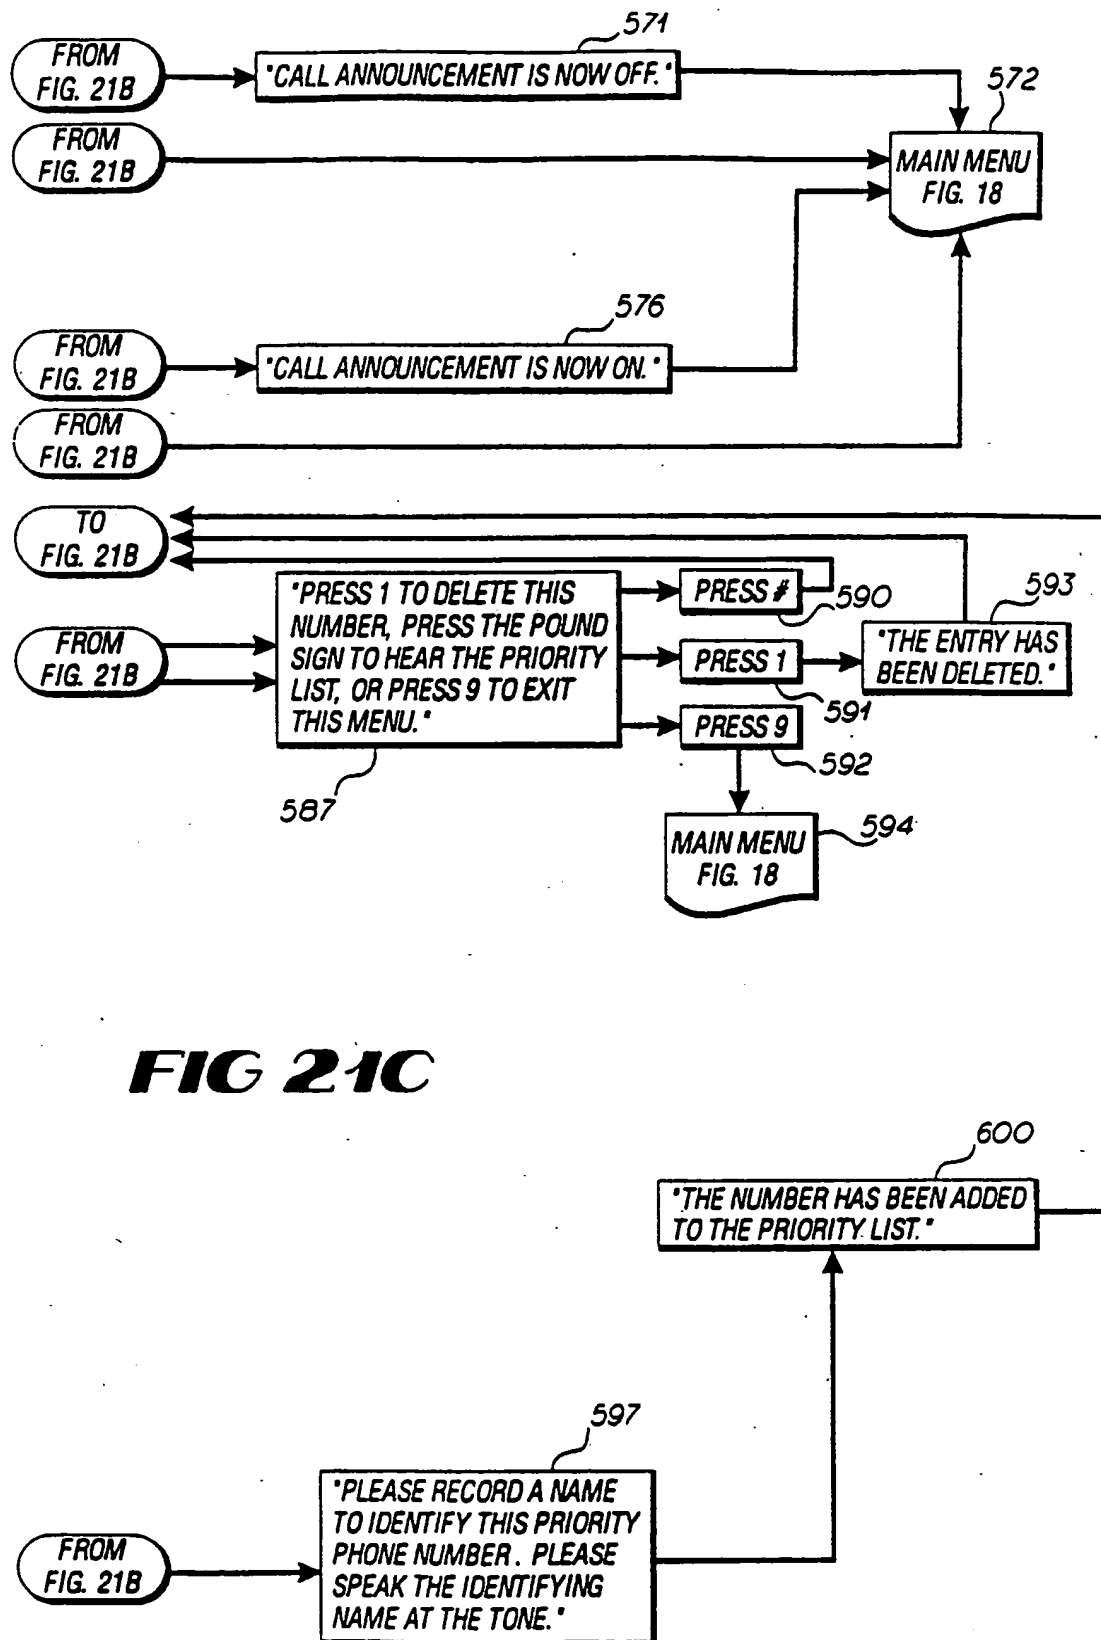 571
FROM
FIG. 21B
"CALL ANNOUNCEMENT IS NOW OFF."
572
FROM
FIG. 21B
MAIN MENU
FIG. 18
576
FROM
FIG. 21B
"CALL ANNOUNCEMENT IS NOW ON."
FROM
FIG. 21B
TO
FIG. 21B
"PRESS 1 TO DELETE THIS
NUMBER, PRESS THE POUND
SIGN TO HEAR THE PRIORITY
LIST, OR PRESS 9 TO EXIT
THIS MENU."
587
FROM
FIG. 21B
PRESS #
590
593
PRESS 1
591
"THE ENTRY HAS
BEEN DELETED."
PRESS 9
592
MAIN MENU
FIG. 18
594
FIG 21C
600
"THE NUMBER HAS BEEN ADDED
TO THE PRIORITY LIST."
597
FROM
FIG. 21B
"PLEASE RECORD A NAME
TO IDENTIFY THIS PRIORITY
PHONE NUMBER. PLEASE
SPEAK THE IDENTIFYING
NAME AT THE TONE."